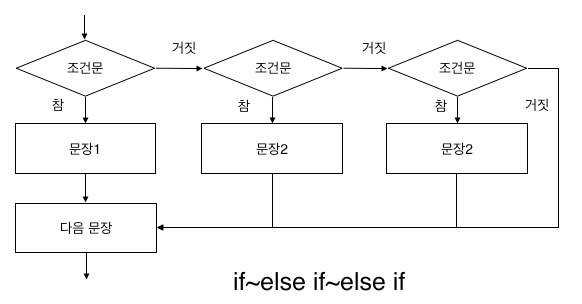 거짓
거짓
조건문
조건문
조건문
참
참
참
거짓
문장1
문장2
문장2
다음 문장
if~else if~else if